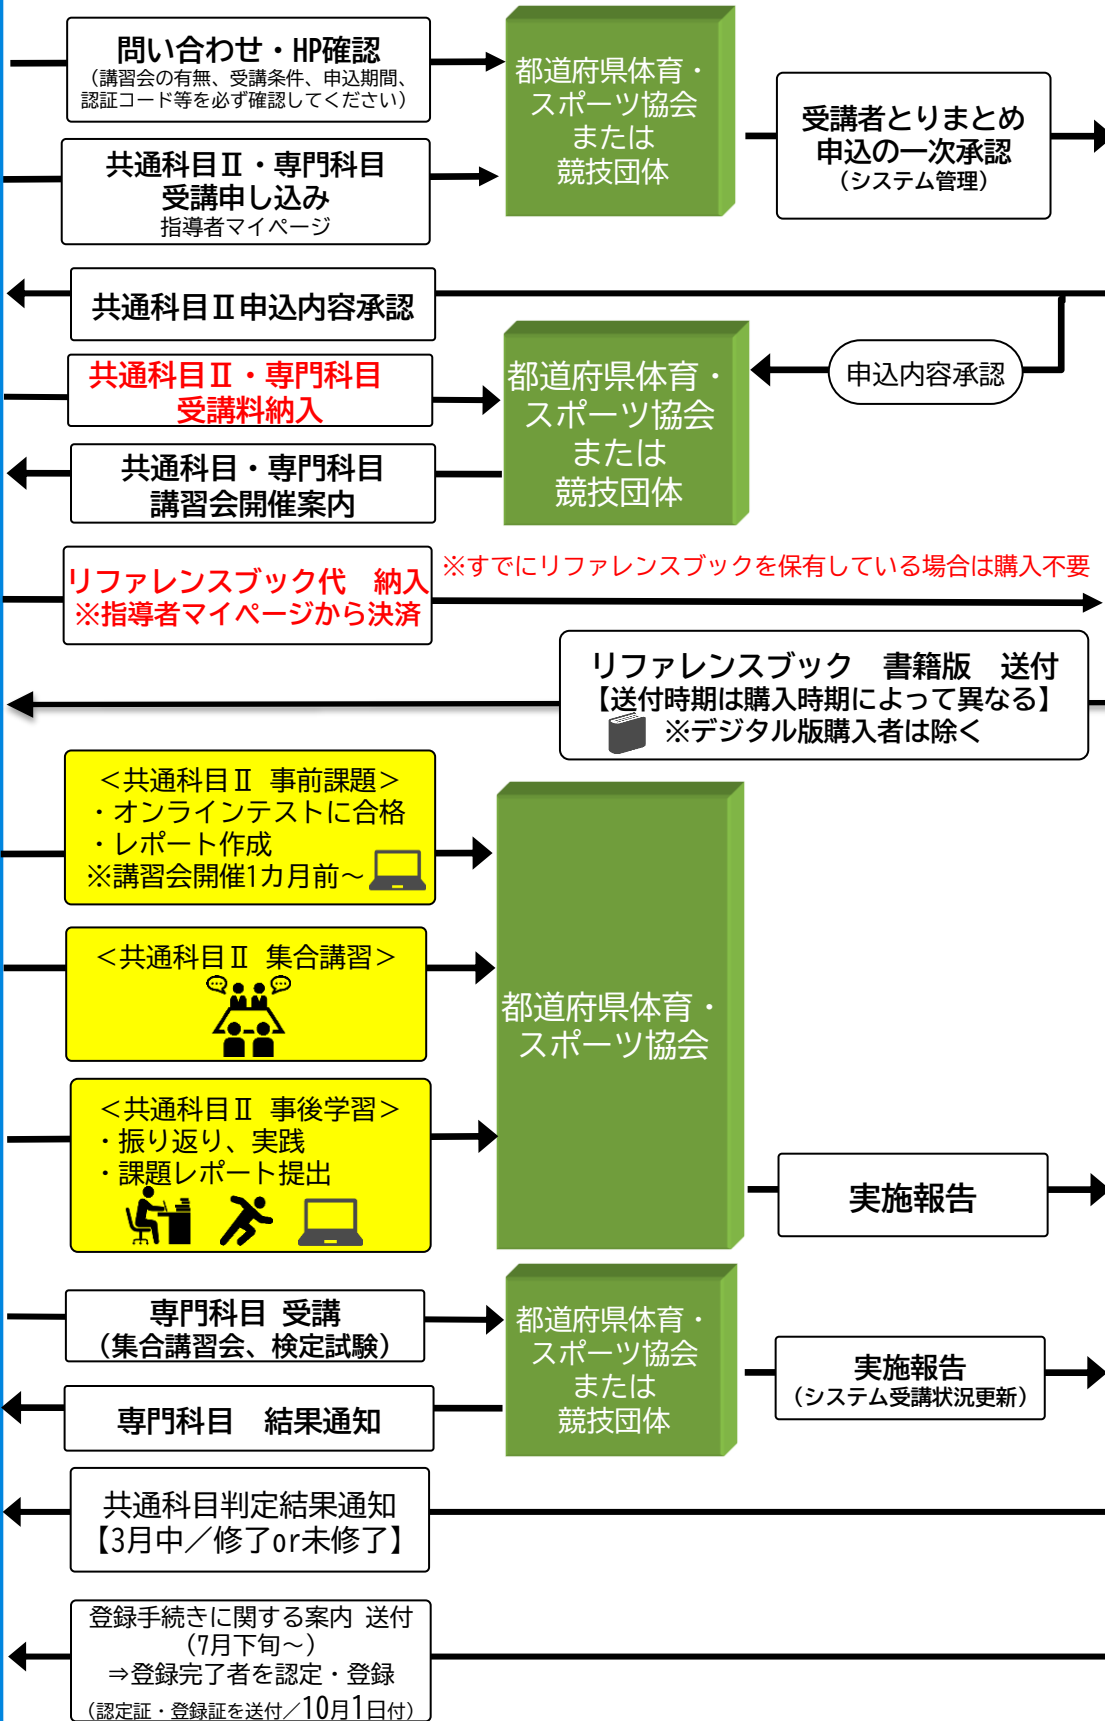 問い合わせ・HP確認
（講習会の有無、受講条件、申込期間、
認証コード等を必ず確認してください）
都道府県体育・
スポーツ協会
または
競技団体
受講者とりまとめ
申込の一次承認
（システム管理）
共通科目Ⅱ・専門科目
受講申し込み
指導者マイページ
共通科目Ⅱ申込内容承認
申込内容承認
共通科目Ⅱ・専門科目
受講料納入
都道府県体育・
スポーツ協会
または
競技団体
共通科目・専門科目
講習会開催案内
リファレンスブック代　納入
※指導者マイページから決済
※すでにリファレンスブックを保有している場合は購入不要
リファレンスブック　書籍版　送付
【送付時期は購入時期によって異なる】
※デジタル版購入者は除く
＜共通科目Ⅱ 事前課題＞
・オンラインテストに合格
・レポート作成
※講習会開催1カ月前～
＜共通科目Ⅱ 集合講習＞
都道府県体育・
スポーツ協会
＜共通科目Ⅱ 事後学習＞
・振り返り、実践
・課題レポート提出
実施報告
専門科目 受講
（集合講習会、検定試験）
都道府県体育・
スポーツ協会
または
競技団体
実施報告
（システム受講状況更新）
専門科目　結果通知
共通科目判定結果通知
【3月中／修了or未修了】
登録手続きに関する案内 送付
（7月下旬～）
⇒登録完了者を認定・登録
（認定証・登録証を送付／10月1日付）